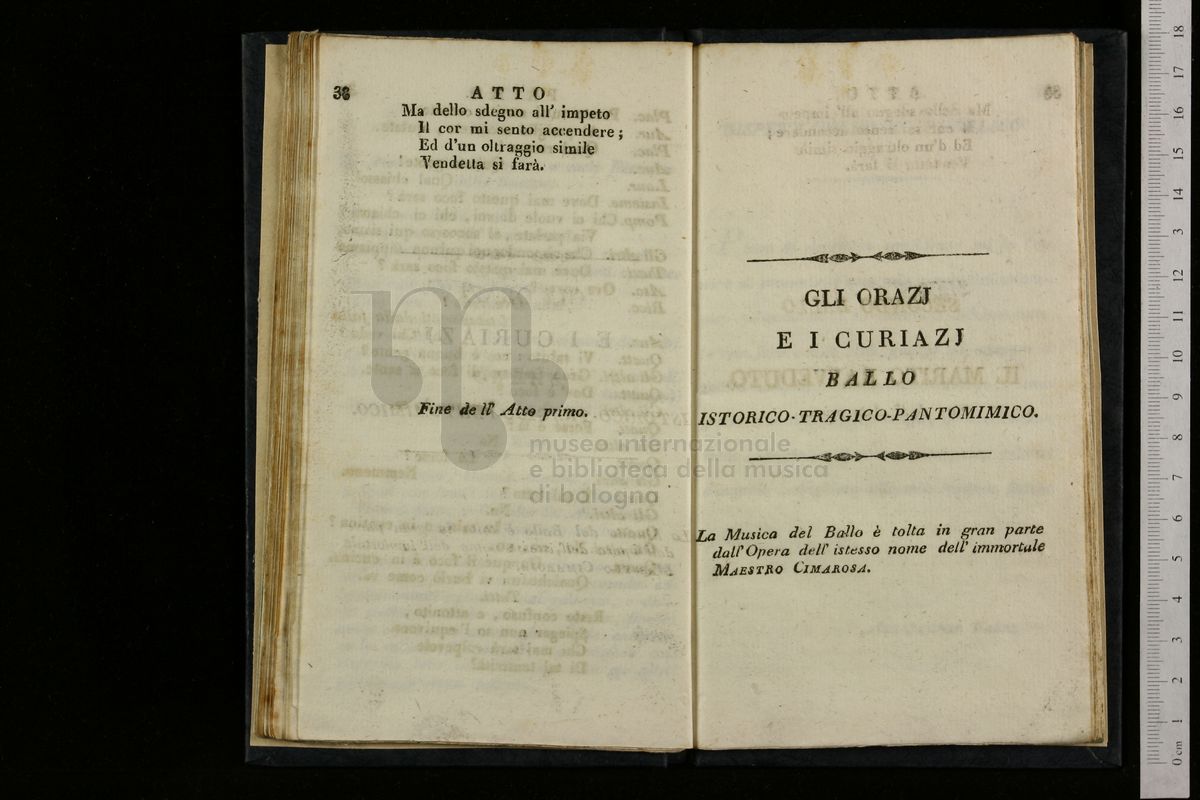 38
ATTO
Ma dello sdegno all' impeto
Il cor mi sento accendere ;
Ed d'un oltraggio simile
Vendetta si farà.
Fine dell' Atto primo.
GLI ORAZJ
E I CURIAZJ
BALLO
ISTORICO-TRAGICO-PANTOMIMICO.
La Musica del Ballo è tolta in gran parte
dall' Opera dell' istesso nome dell' immortale
MAESTRO CIMAROSA.
museo internazionale
e biblioteca della musica
di bologna
0 cm 1 2 3 4 5 6 7 8 9 10 11 12 13 14 15 16 17 18